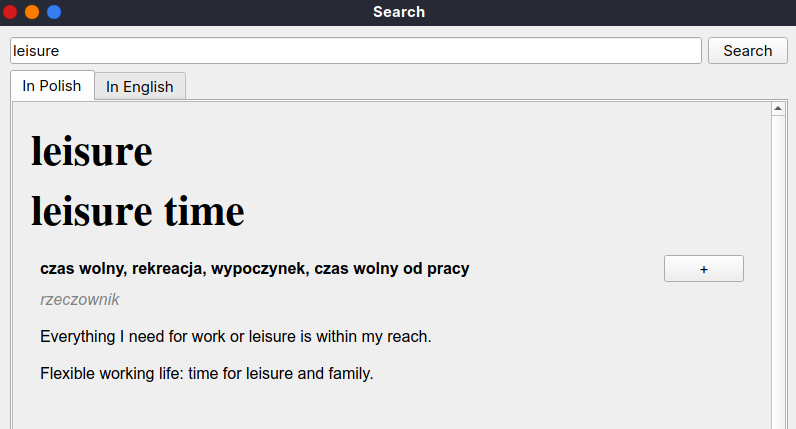 Search
leisure
Search
In Polish
In English
leisure
leisure time
czas wolny, rekreacja, wypoczynek, czas wolny od pracy
+
rzeczownik
Everything I need for work or leisure is within my reach.
Flexible working life: time for leisure and family.